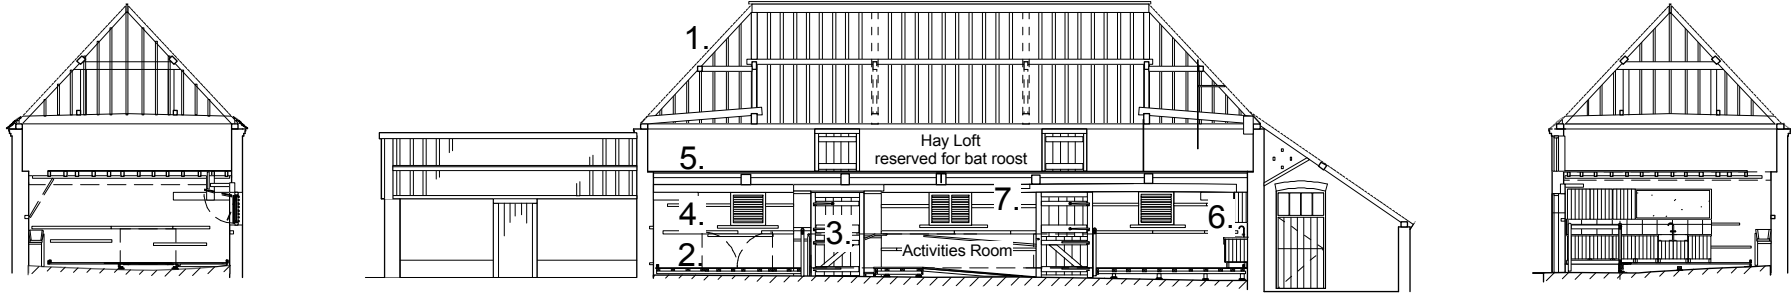 1.
Hay Loft
reserved for bat roost
5.
7.
4.
6.
3.
2.
Activities Room